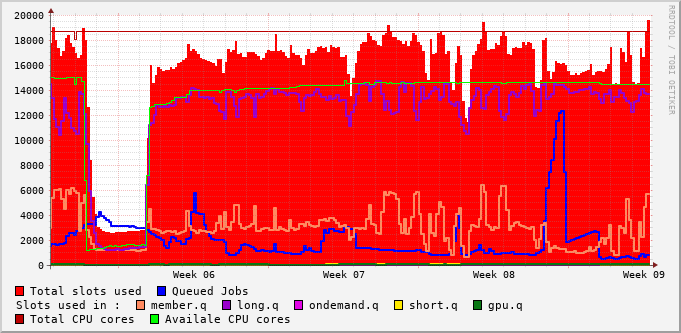 20000
18000
16000
14000
12000
10000
8000
6000
4000
2000
0
Week 06 Week 07 Week 08 Week 09
RRDTOOL / TOBI OETIKER
Total slots used Queued Jobs
Slots used in : member.q long.q ondemand.q short.q gpu.q
Total CPU cores Availale CPU cores